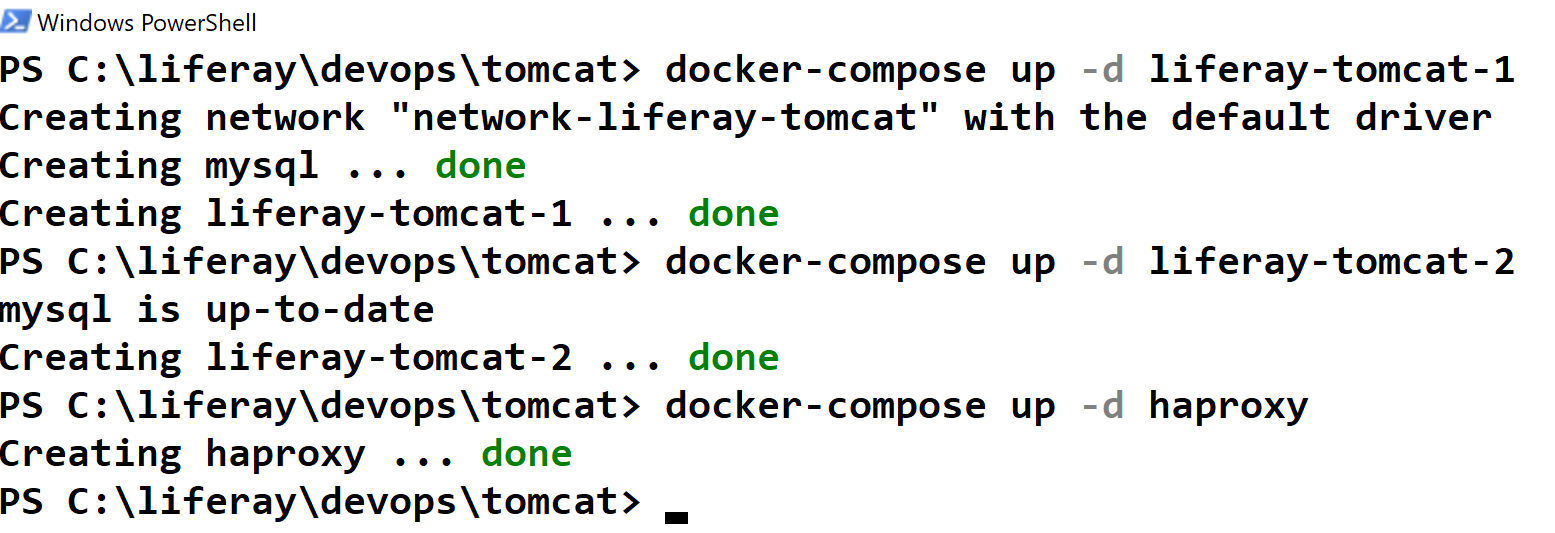 Windows PowerShell
PS C:\liferay\devops\tomcat> docker-compose up -d liferay-tomcat-1
Creating network "network-liferay-tomcat" with the default driver
Creating mysql ... done
Creating liferay-tomcat-1 ... done
PS C:\liferay\devops\tomcat> docker-compose up -d liferay-tomcat-2
mysql is up-to-date
Creating liferay-tomcat-2 ... done
PS C:\liferay\devops\tomcat> docker-compose up -d haproxy
Creating haproxy ... done
PS C:\liferay\devops\tomcat>